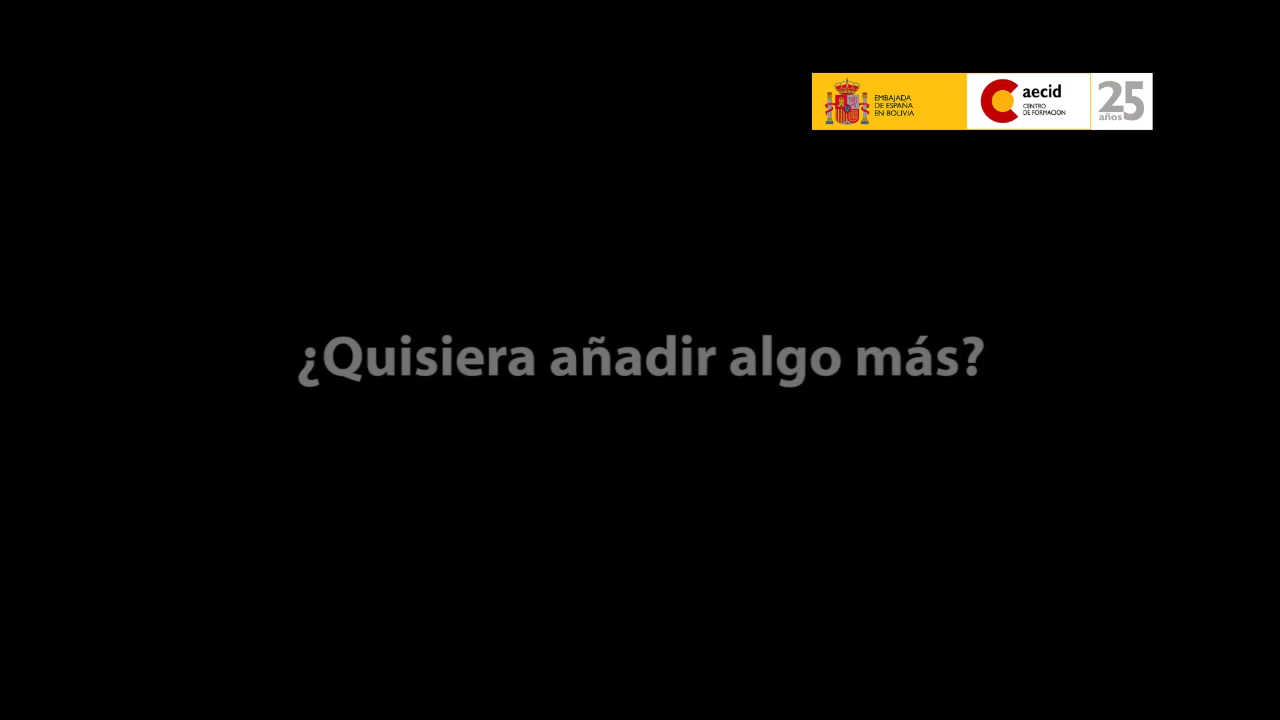 EMBAJADA
DE ESPAÑA
EN BOLIVIA
aecid
CENTRO
DE FORMACIÓN
25
años
¿Quisiera añadir algo más?